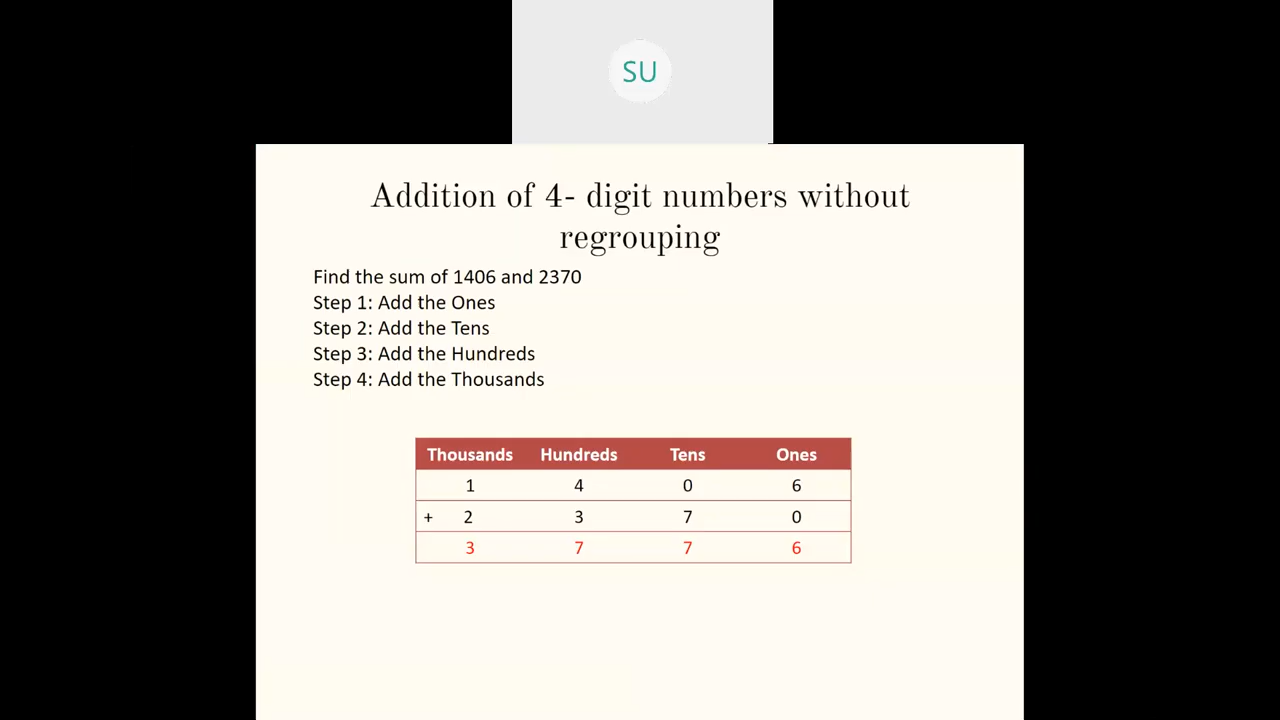 SU
Addition of 4- digit numbers without
regrouping
Find the sum of 1406 and 2370
Step 1: Add the Ones
Step 2: Add the Tens
Step 3: Add the Hundreds
Step 4: Add the Thousands
Thousands Hundreds Tens Ones
1 4 0 6
+ 2 3 7 0
3 7 7 6